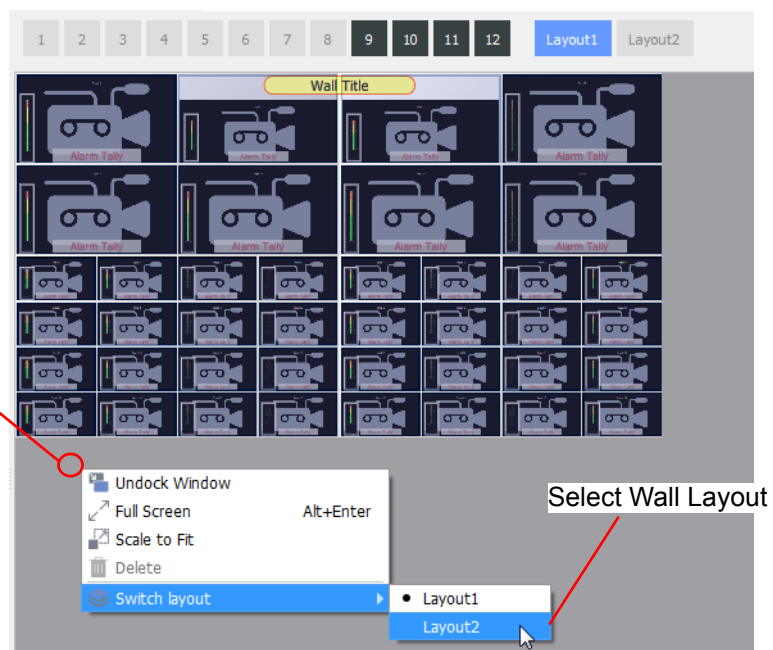 1 2 3 4 5 6 7 8 9 10 11 12 Layout1 Layout2
Wall Title
Alarm Tally Alarm Tally Alarm Tally Alarm Tally
Alarm Tally Alarm Tally Alarm Tally Alarm Tally
Undock Window
Select Wall Layout
Full Screen Alt+Enter
Scale to Fit
Delete
Switch layout • Layout1
Layout2